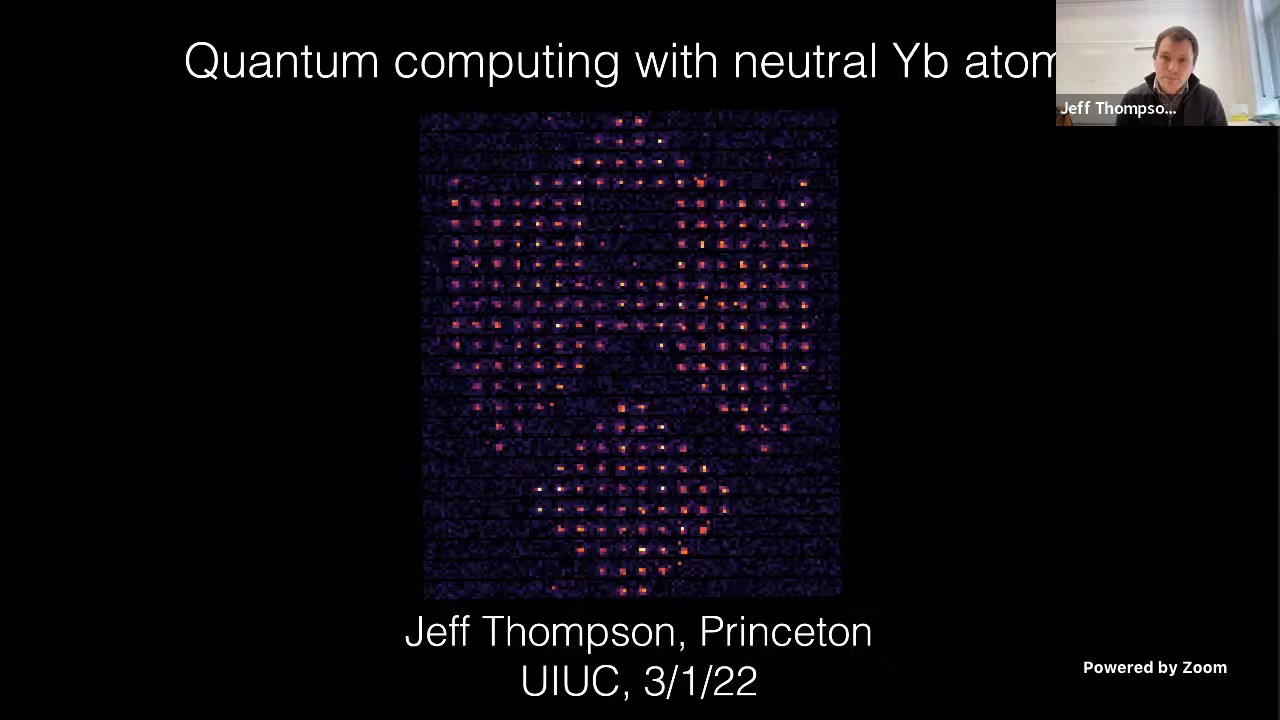 Quantum computing with neutral Yb atom
Jeff Thompso...
Jeff Thompson, Princeton
UIUC, 3/1/22
Powered by Zoom